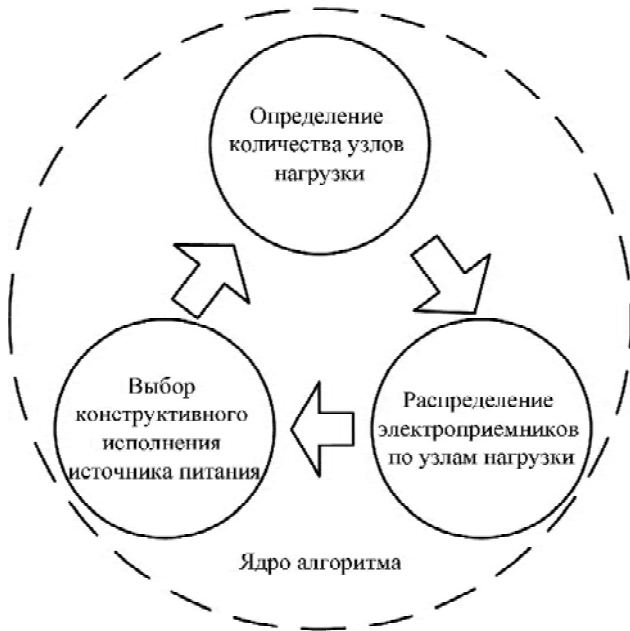 Определение
количества узлов
нагрузки
Выбор
конструктивного
исполнения
источника питания
Распределение
электроприемников
по узлам нагрузки
Ядро алгоритма